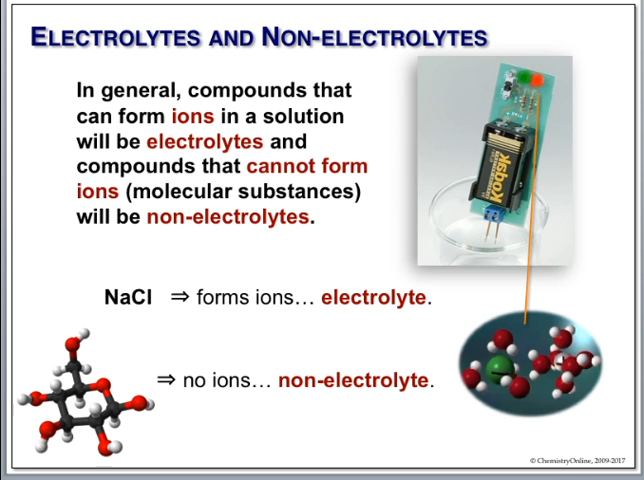 ELECTROLYTES AND NON-ELECTROLYTES
In general, compounds that
can form ions in a solution
will be electrolytes and
compounds that cannot form
ions (molecular substances)
will be non-electrolytes.
Kodak
NaCl ⇒ forms ions… electrolyte.
⇒ no ions… non-electrolyte.
© ChemistryOnline, 2009-2017